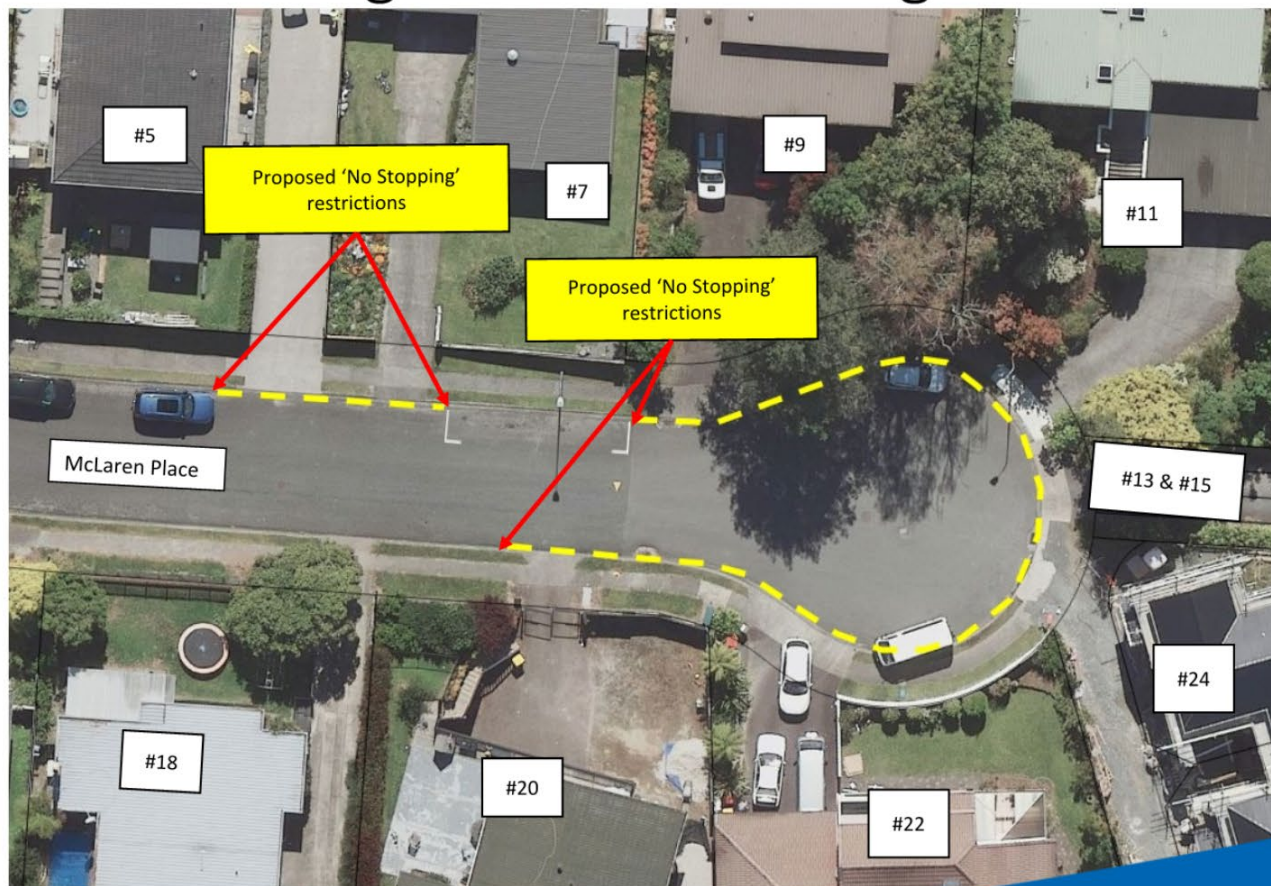 #5
Proposed ‘No Stopping’
restrictions
#7
#9
#11
Proposed ‘No Stopping’
restrictions
McLaren Place
#13 & #15
#18
#20
#22
#24